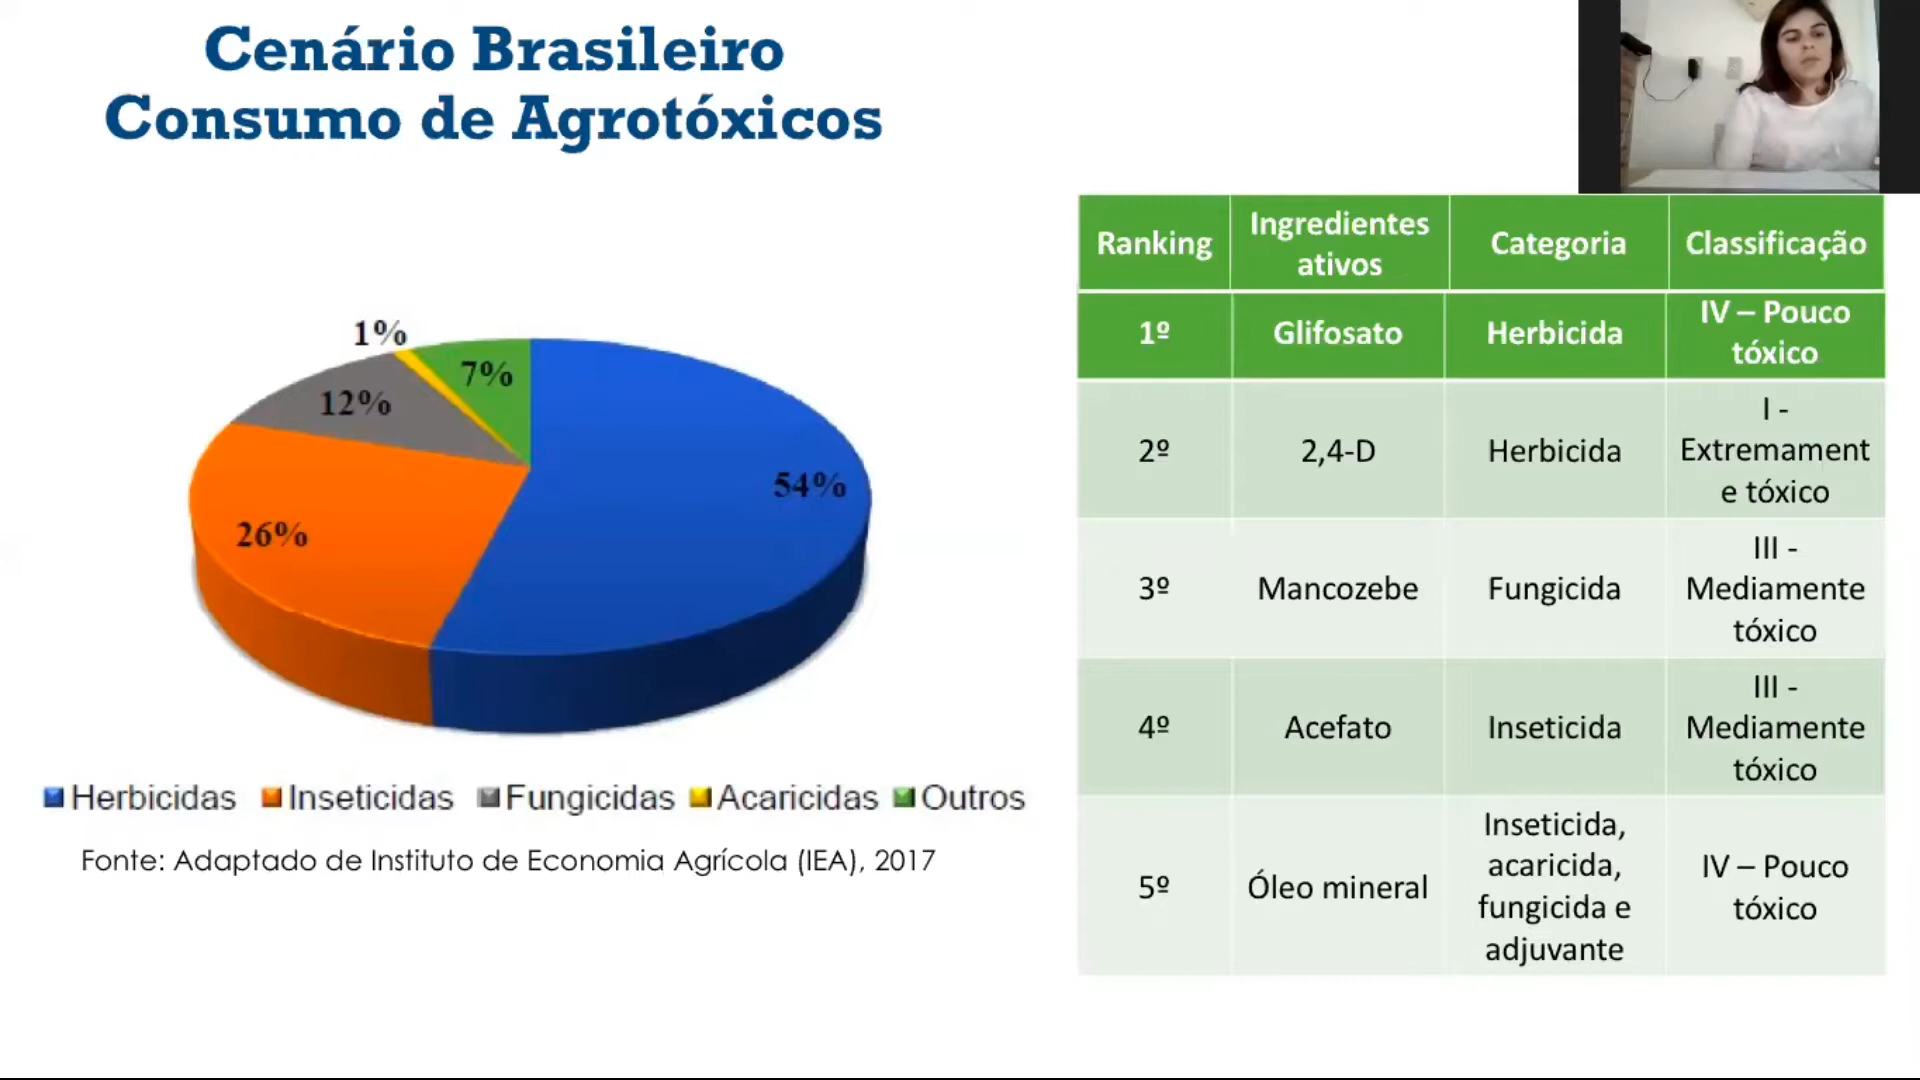 Cenário Brasileiro
Consumo de Agrotóxicos
1%
7%
12%
54%
26%
Herbicidas Inseticidas Fungicidas Acaricidas Outros
Fonte: Adaptado de Instituto de Economia Agrícola (IEA), 2017
Ranking
Ingredientes
ativos
Categoria
Classificação
1º
Glifosato
Herbicida
IV – Pouco
tóxico
2º
2,4-D
Herbicida
I -
Extremament
e tóxico
3º
Mancozebe
Fungicida
III -
Mediamente
tóxico
4º
Acefato
Inseticida
III -
Mediamente
tóxico
5º
Óleo mineral
Inseticida,
acaricida,
fungicida e
adjuvante
IV – Pouco
tóxico